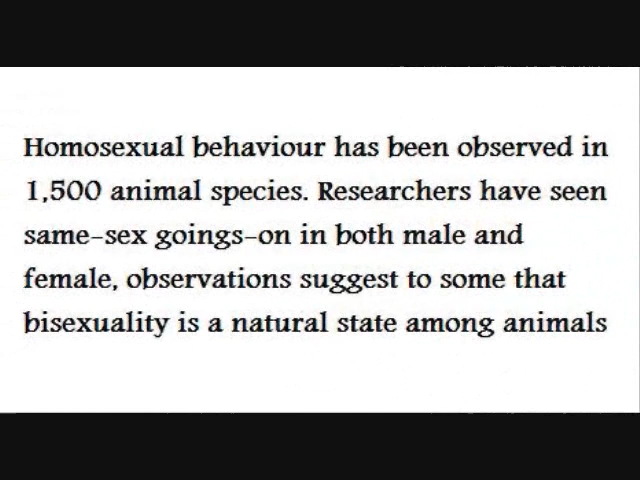 Homosexual behaviour has been observed in
1,500 animal species. Researchers have seen
same-sex goings-on in both male and
female, observations suggest to some that
bisexuality is a natural state among animals